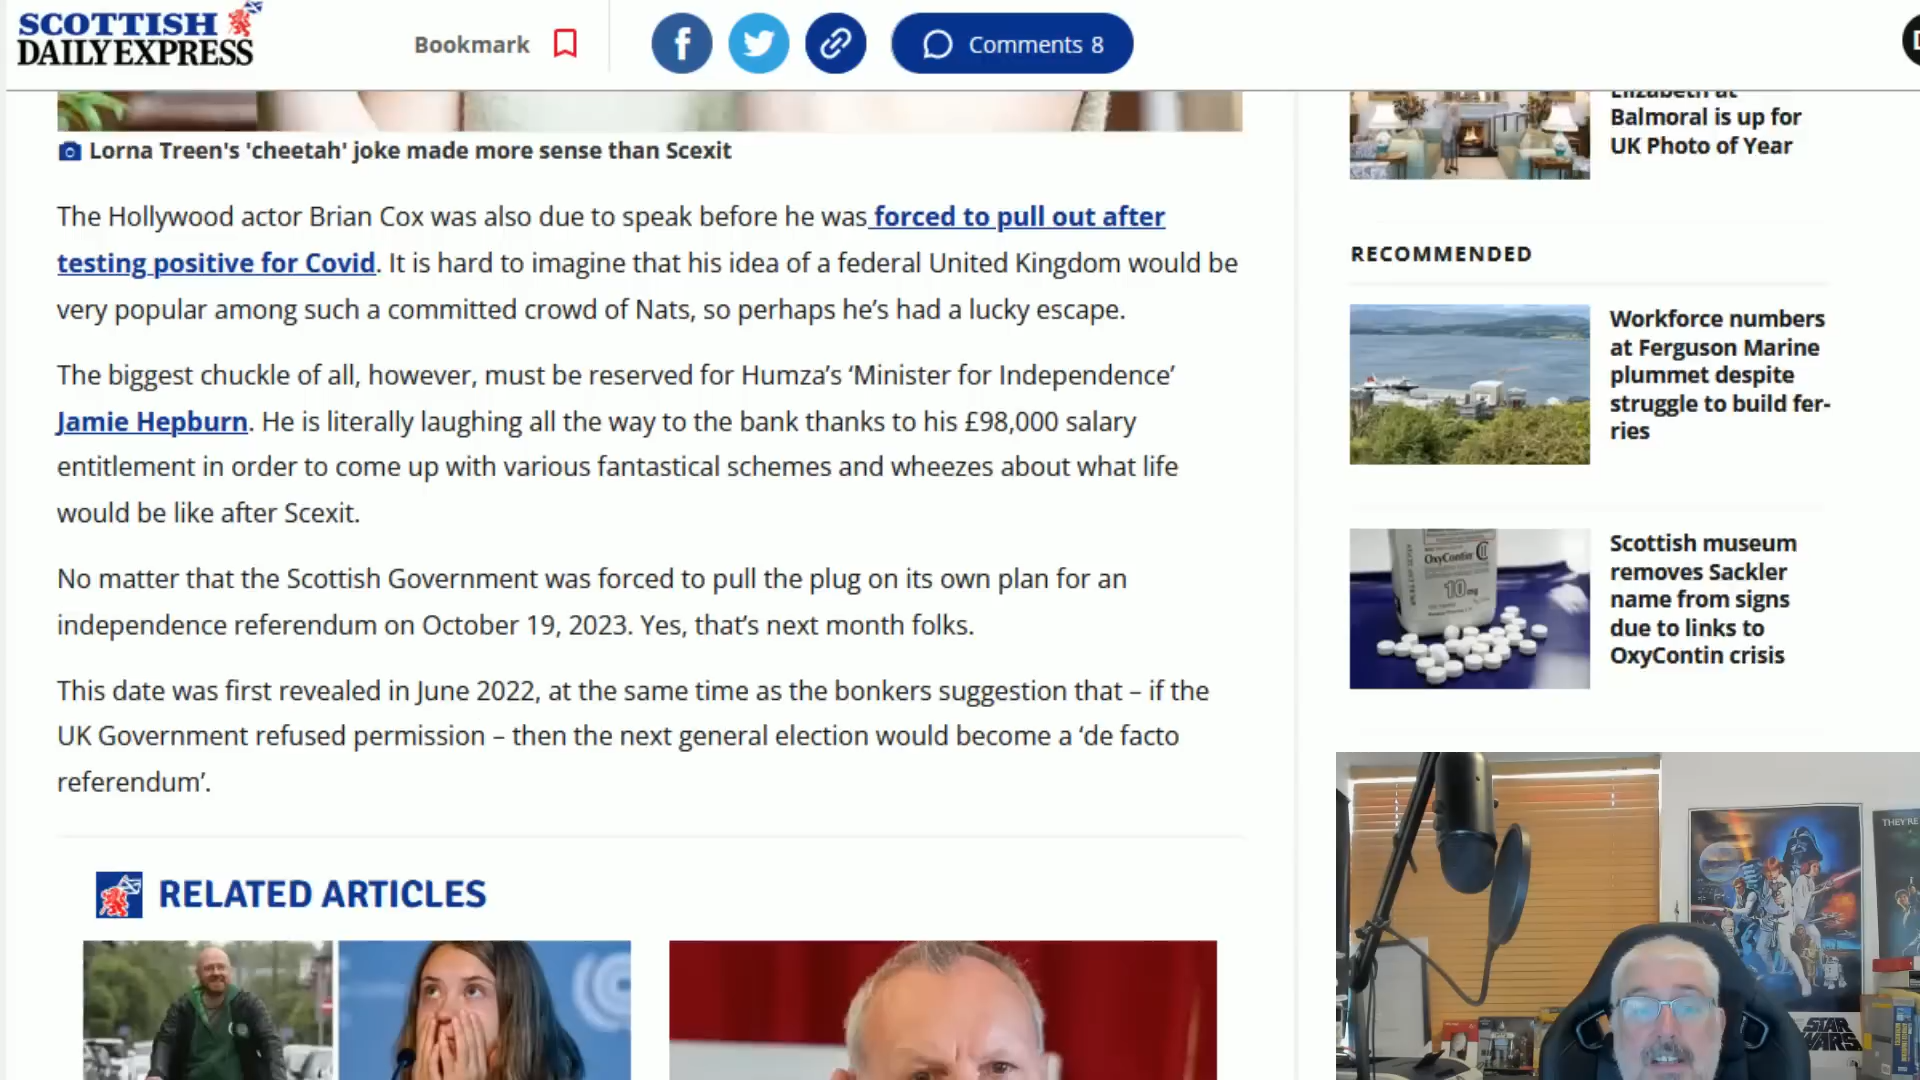 SCOTTISH
DAILY EXPRESS
Bookmark
Comments 8
Lorna Treen's 'cheetah' joke made more sense than Scexit
The Hollywood actor Brian Cox was also due to speak before he was forced to pull out after
testing positive for Covid. It is hard to imagine that his idea of a federal United Kingdom would be
very popular among such a committed crowd of Nats, so perhaps he’s had a lucky escape.
The biggest chuckle of all, however, must be reserved for Humza’s ‘Minister for Independence’
Jamie Hepburn. He is literally laughing all the way to the bank thanks to his £98,000 salary
entitlement in order to come up with various fantastical schemes and wheezes about what life
would be like after Scexit.
No matter that the Scottish Government was forced to pull the plug on its own plan for an
independence referendum on October 19, 2023. Yes, that’s next month folks.
This date was first revealed in June 2022, at the same time as the bonkers suggestion that – if the
UK Government refused permission – then the next general election would become a ‘de facto
referendum’.
RELATED ARTICLES
Elizabeth at
Balmoral is up for
UK Photo of Year
RECOMMENDED
Workforce numbers
at Ferguson Marine
plummet despite
struggle to build fer-
ries
OxyContin
10 mg
Scottish museum
removes Sackler
name from signs
due to links to
OxyContin crisis
THEY'RE
STAR
WARS